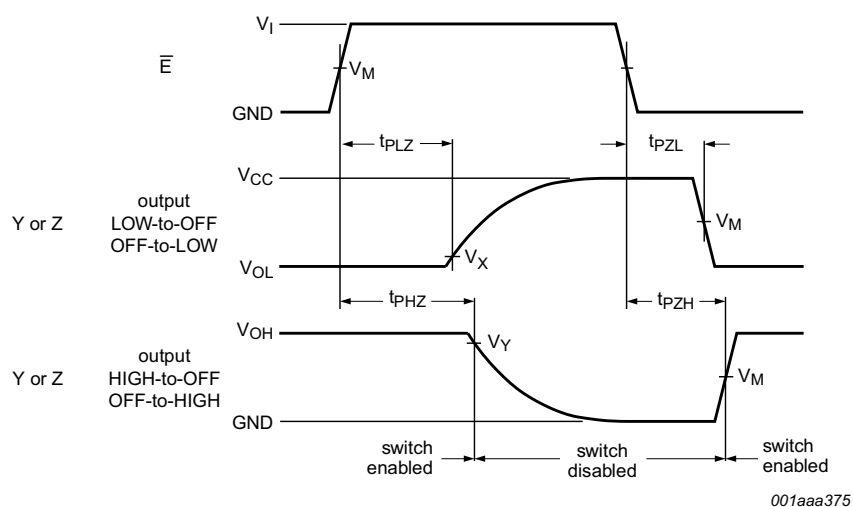 V_I
E̅
V_M
GND
t_PLZ
t_PZL
V_CC
output
Y or Z
LOW-to-OFF
OFF-to-LOW
V_M
V_X
V_OL
t_PHZ
t_PZH
V_OH
V_Y
output
Y or Z
HIGH-to-OFF
OFF-to-HIGH
V_M
GND
switch
enabled
switch
disabled
switch
enabled
001aaa375